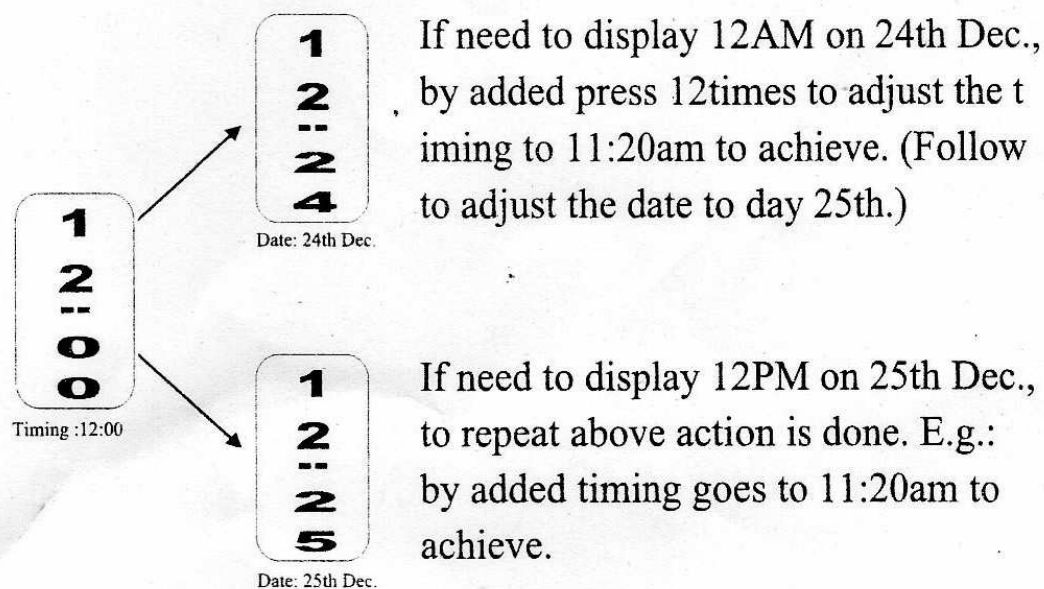 1
2
--
2
4
Date: 24th Dec.
If need to display 12AM on 24th Dec.,
by added press 12times to adjust the t
iming to 11:20am to achieve. (Follow
to adjust the date to day 25th.)
1
2
--
0
0
Timing :12:00
1
2
--
2
5
Date: 25th Dec.
If need to display 12PM on 25th Dec.,
to repeat above action is done. E.g.:
by added timing goes to 11:20am to
achieve.